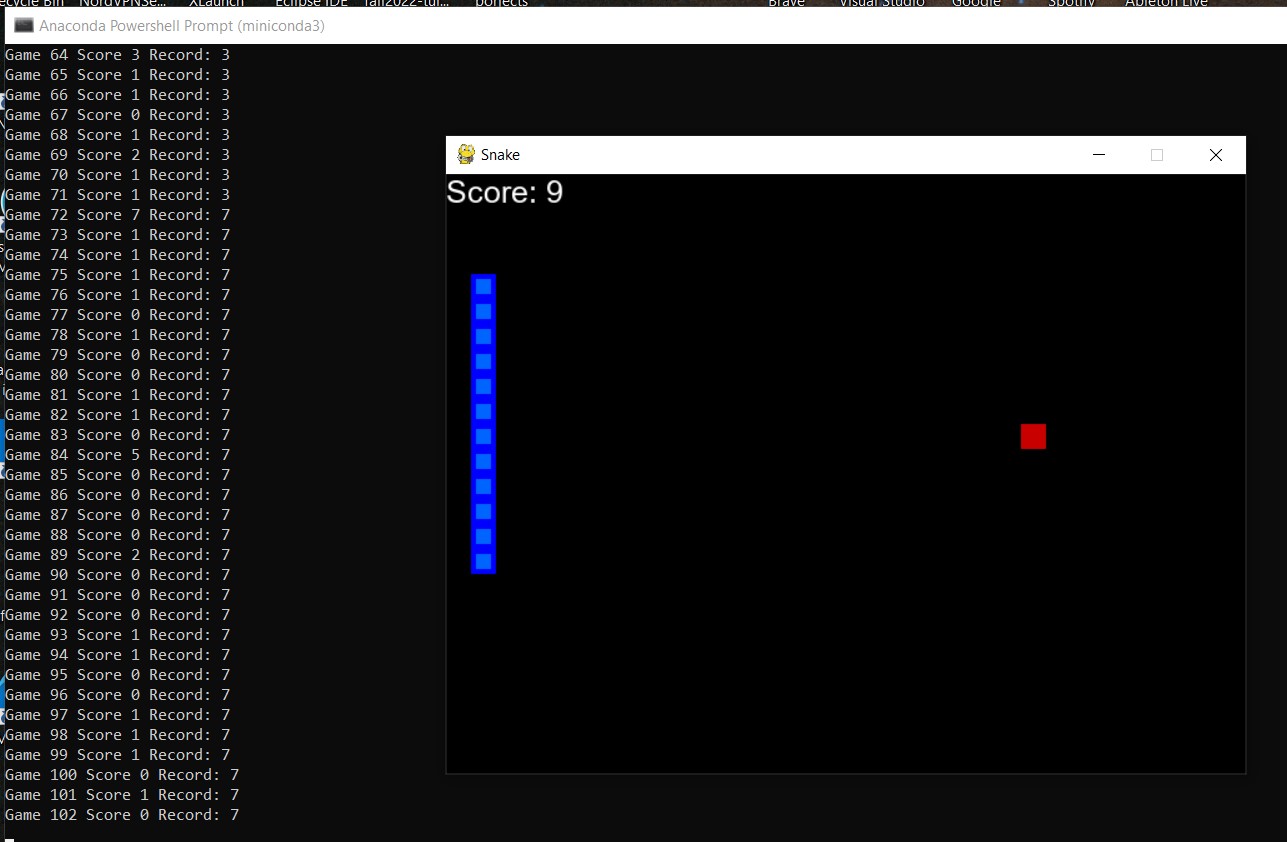 NordVPNSe... XLaunch Eclipse IDE fall2022-tut... Brave Visual Studio Google Spotify Ableton Live
Anaconda Powershell Prompt (miniconda3)
Game 64 Score 3 Record: 3
Game 65 Score 1 Record: 3
Game 66 Score 1 Record: 3
Game 67 Score 0 Record: 3
Game 68 Score 1 Record: 3
Game 69 Score 2 Record: 3
Game 70 Score 1 Record: 3
Game 71 Score 1 Record: 3
Game 72 Score 7 Record: 7
Game 73 Score 1 Record: 7
Game 74 Score 1 Record: 7
Game 75 Score 1 Record: 7
Game 76 Score 1 Record: 7
Game 77 Score 0 Record: 7
Game 78 Score 1 Record: 7
Game 79 Score 0 Record: 7
Game 80 Score 0 Record: 7
Game 81 Score 1 Record: 7
Game 82 Score 1 Record: 7
Game 83 Score 0 Record: 7
Game 84 Score 5 Record: 7
Game 85 Score 0 Record: 7
Game 86 Score 0 Record: 7
Game 87 Score 0 Record: 7
Game 88 Score 0 Record: 7
Game 89 Score 2 Record: 7
Game 90 Score 0 Record: 7
Game 91 Score 0 Record: 7
Game 92 Score 0 Record: 7
Game 93 Score 1 Record: 7
Game 94 Score 1 Record: 7
Game 95 Score 0 Record: 7
Game 96 Score 0 Record: 7
Game 97 Score 1 Record: 7
Game 98 Score 1 Record: 7
Game 99 Score 1 Record: 7
Game 100 Score 0 Record: 7
Game 101 Score 1 Record: 7
Game 102 Score 0 Record: 7
Snake
Score: 9